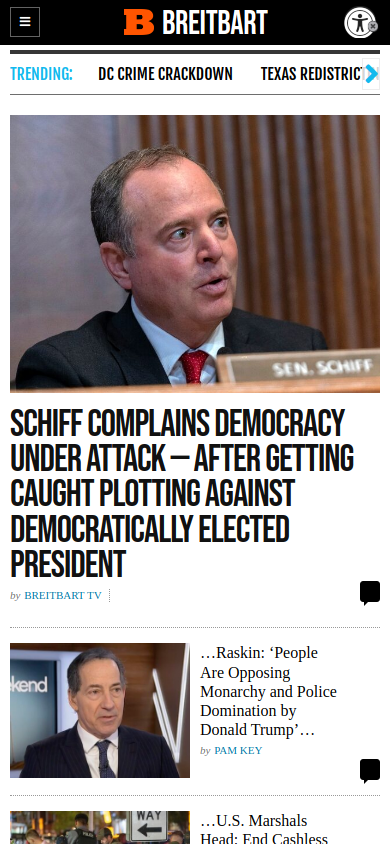 BREITBART
TRENDING:
DC CRIME CRACKDOWN
TEXAS REDISTRICT
SEN. SCHIFF
SCHIFF COMPLAINS DEMOCRACY
UNDER ATTACK — AFTER GETTING
CAUGHT PLOTTING AGAINST
DEMOCRATICALLY ELECTED
PRESIDENT
by BREITBART TV
ekend
…Raskin: ‘People
Are Opposing
Monarchy and Police
Domination by
Donald Trump’…
by PAM KEY
WAY
…U.S. Marshals
Head: End Cashless